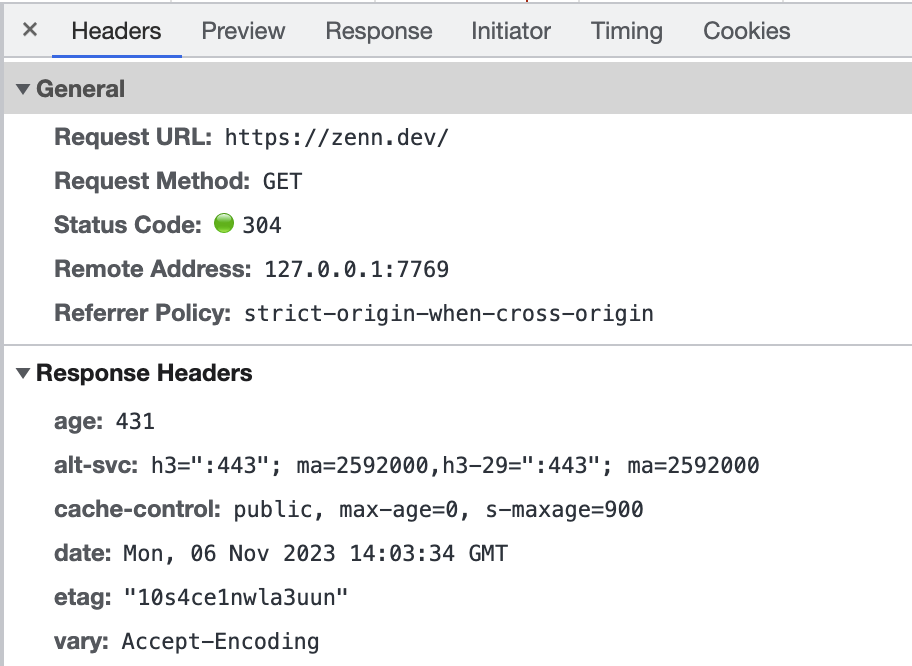 × Headers Preview Response Initiator Timing Cookies
General
Request URL: https://zenn.dev/
Request Method: GET
Status Code: 304
Remote Address: 127.0.0.1:7769
Referrer Policy: strict-origin-when-cross-origin
Response Headers
age: 431
alt-svc: h3=":443"; ma=2592000,h3-29=":443"; ma=2592000
cache-control: public, max-age=0, s-maxage=900
date: Mon, 06 Nov 2023 14:03:34 GMT
etag: "10s4ce1nwla3uun"
vary: Accept-Encoding